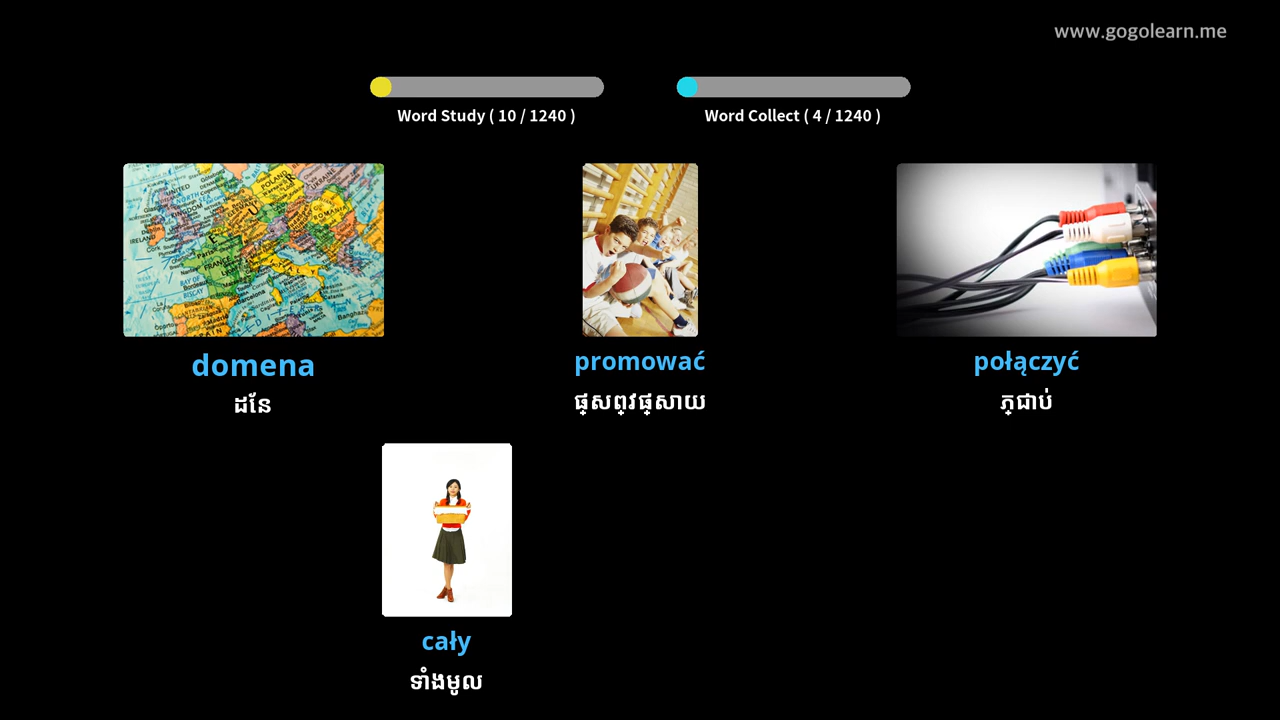 www.gogolearn.me
Word Study ( 10 / 1240 )
Word Collect ( 4 / 1240 )
domena
ដនែ
promować
ផ្សព្វផ្សាយ
połączyć
ភ្ជាប់
cały
ទាំងមូល